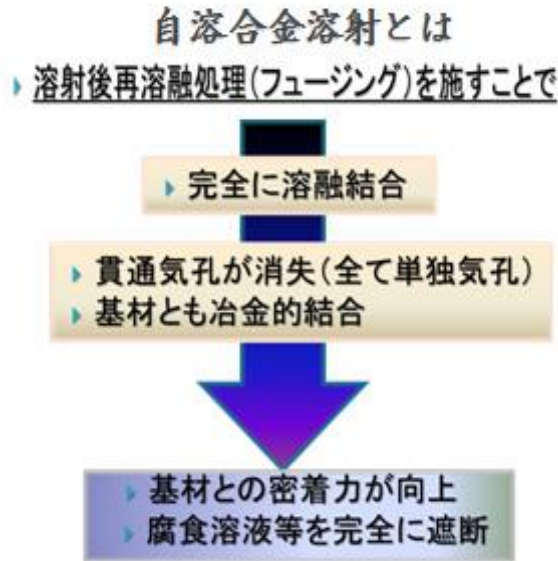 自溶合金溶射とは
溶射後再溶融処理(フュージング)を施すことで
完全に溶融結合
貫通気孔が消失(全て単独気孔)
基材とも冶金的結合
基材との密着力が向上
腐食溶液等を完全に遮断